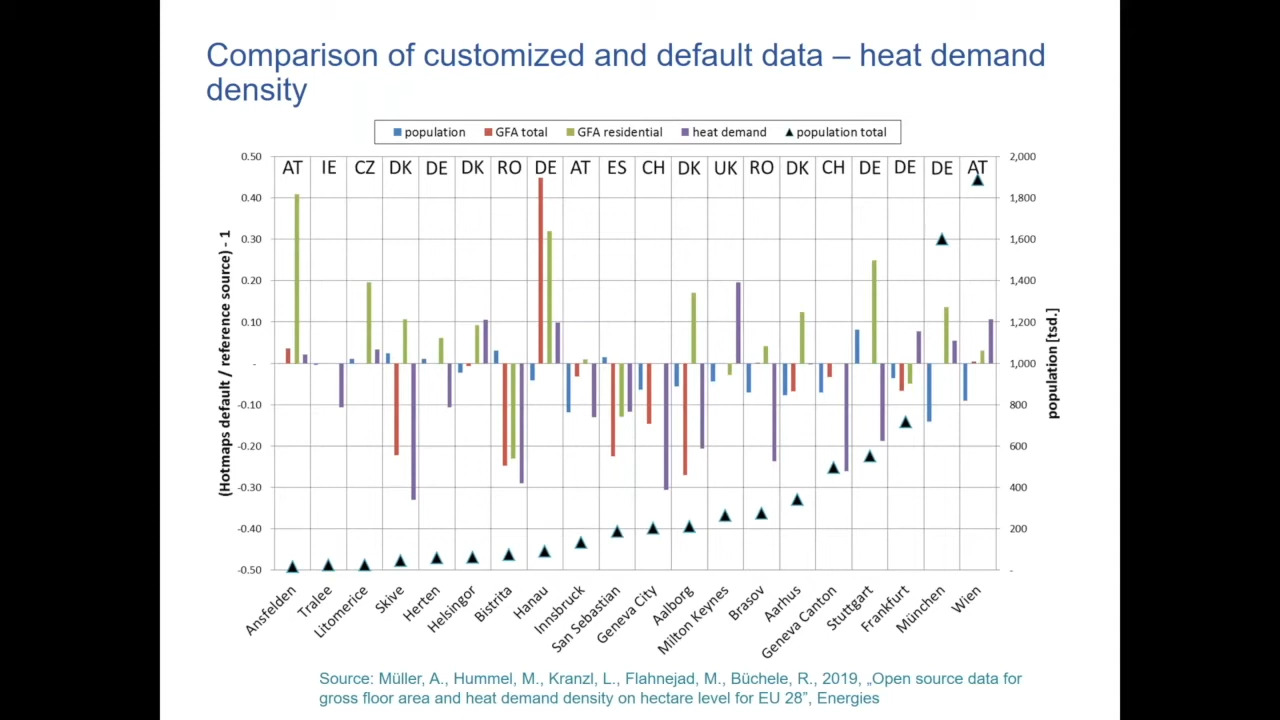 Comparison of customized and default data – heat demand
density
population GFA total GFA residential heat demand population total
AT IE CZ DK DE DK RO DE AT ES CH DK UK RO DK CH DE DE DE AT
0.50
0.40
0.30
0.20
0.10
-
-0.10
-0.20
-0.30
-0.40
-0.50
(Hotmaps default / reference source) - 1
2,000
1,800
1,600
1,400
1,200
1,000
800
600
400
200
-
population [tsd.]
Ansfelden
Tralee
Litomerice
Skive
Herten
Helsingor
Bistrita
Hanau
Innsbruck
San Sebastian
Geneva City
Aalborg
Milton Keynes
Brasov
Aarhus
Geneva Canton
Stuttgart
Frankfurt
München
Wien
Source: Müller, A., Hummel, M., Kranzl, L., Flahnejad, M., Büchele, R., 2019, „Open source data for
gross floor area and heat demand density on hectare level for EU 28”, Energies